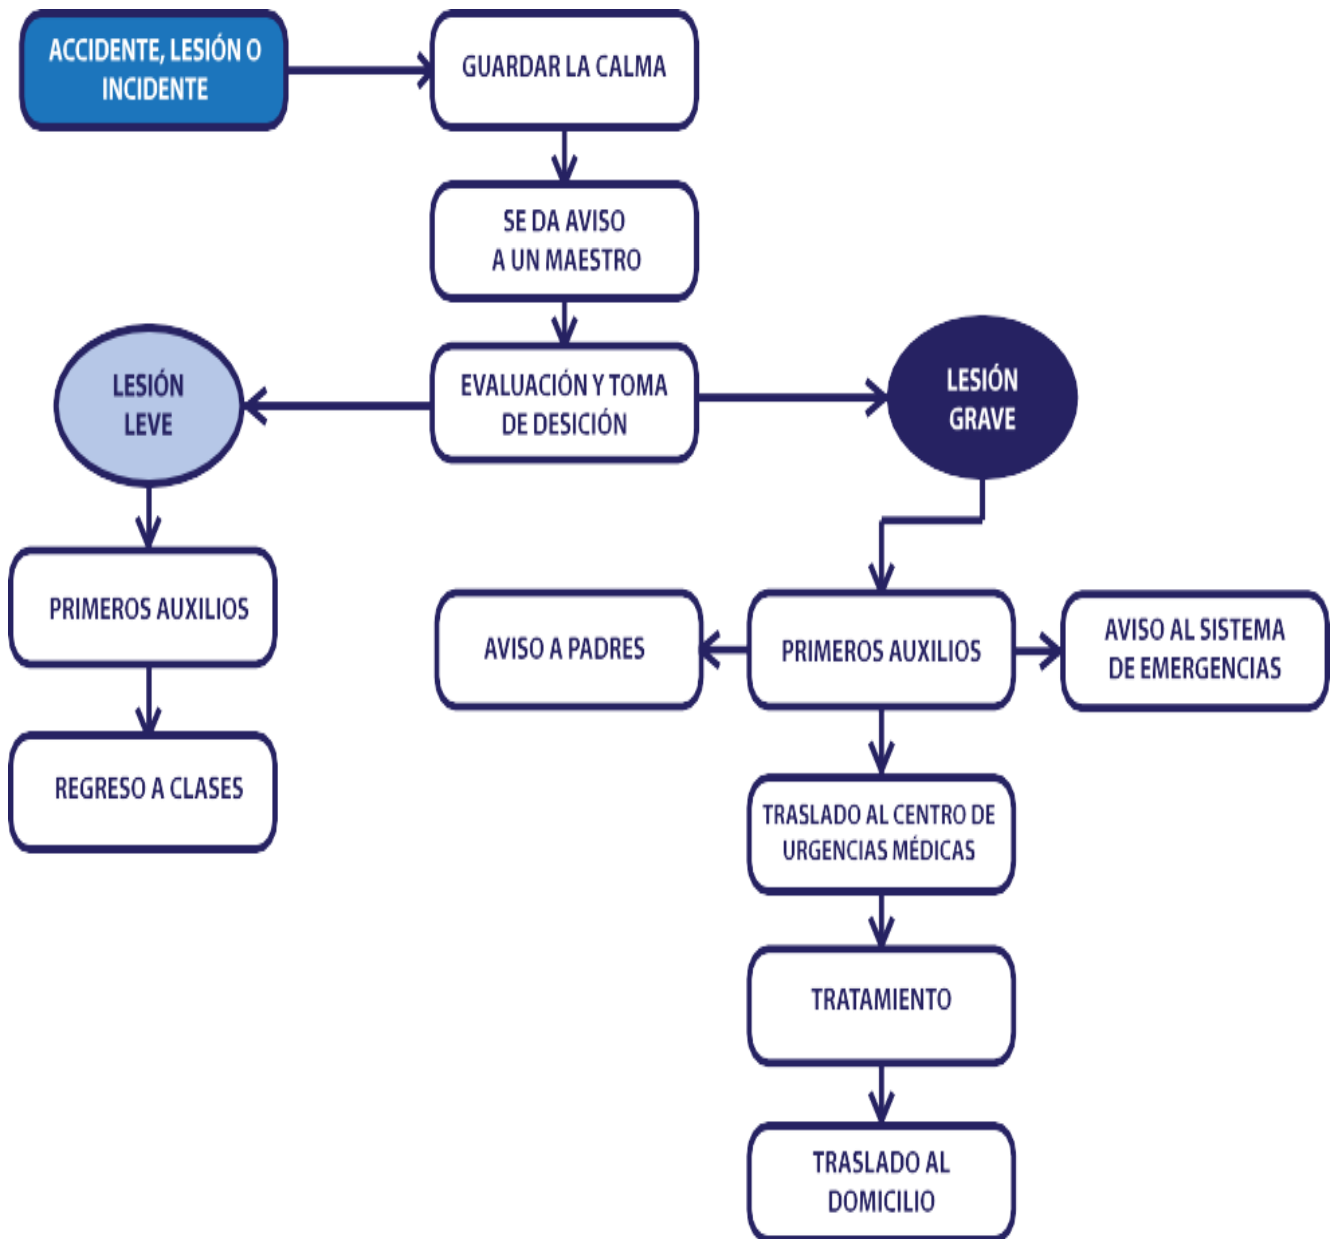 ACCIDENTE, LESIÓN O
INCIDENTE
GUARDAR LA CALMA
SE DA AVISO
A UN MAESTRO
EVALUACIÓN Y TOMA
DE DESICIÓN
LESIÓN
LEVE
LESIÓN
GRAVE
PRIMEROS AUXILIOS
REGRESO A CLASES
AVISO A PADRES
PRIMEROS AUXILIOS
AVISO AL SISTEMA
DE EMERGENCIAS
TRASLADO AL CENTRO DE
URGENCIAS MÉDICAS
TRATAMIENTO
TRASLADO AL
DOMICILIO